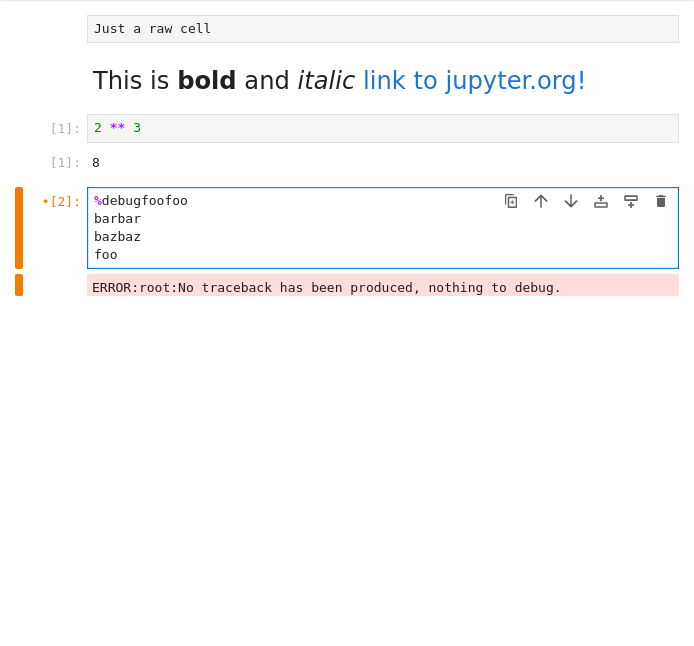 Just a raw cell
This is bold and italic link to jupyter.org!
[1]: 2 ** 3
[1]: 8
•[2]: %debugfoofoo
barbar
bazbaz
foo
ERROR:root:No traceback has been produced, nothing to debug.